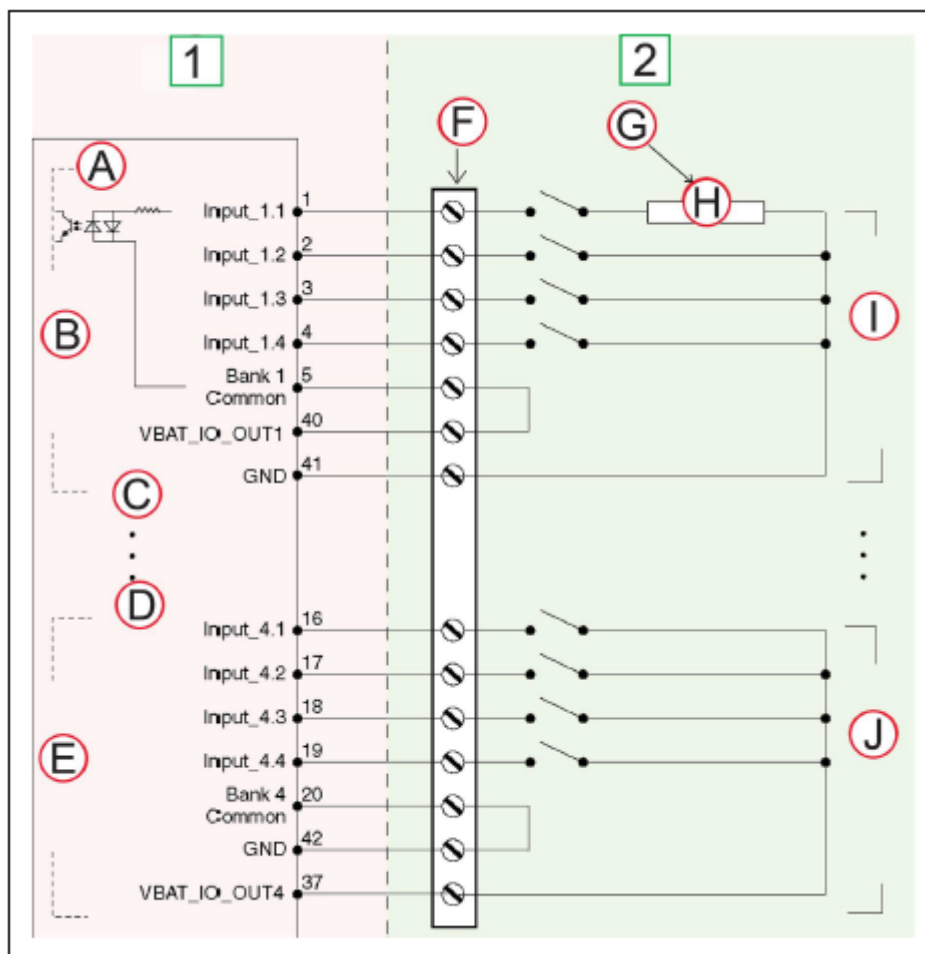 1
2
F
G
A
H
Input_1.1 1
Input_1.2 2
Input_1.3 3
I
B
Input_1.4 4
Bank 1 5
Common
VBAT_IO_OUT1 40
GND 41
C
D
Input_4.1 16
Input_4.2 17
Input_4.3 18
J
E
Input_4.4 19
Bank 4 20
Common
GND 42
VBAT_IO_OUT4 37